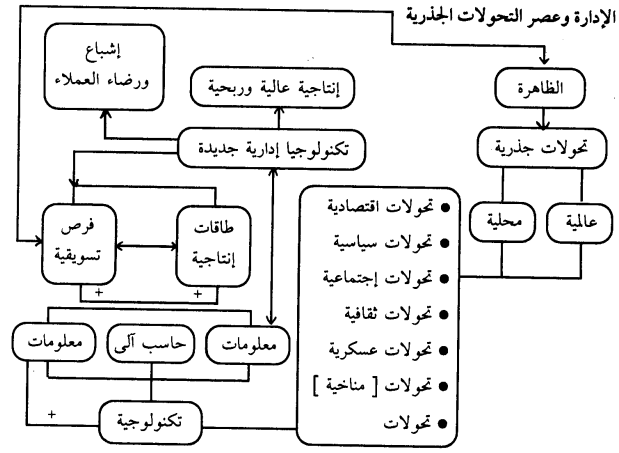 الإدارة وعصر التحولات الجذرية
الظاهرة
تحولات جذرية
عالمية
محلية
إشباع
ورضاء العملاء
إنتاجية عالية وربحية
تكنولوجيا إدارية جديدة
فرص
تسويقية
طاقات
إنتاجية
+
+
● تحولات اقتصادية
● تحولات سياسية
● تحولات إجتماعية
● تحولات ثقافية
● تحولات عسكرية
● تحولات [ مناخية ]
● تحولات
معلومات
حاسب آلى
معلومات
+
تكنولوجية